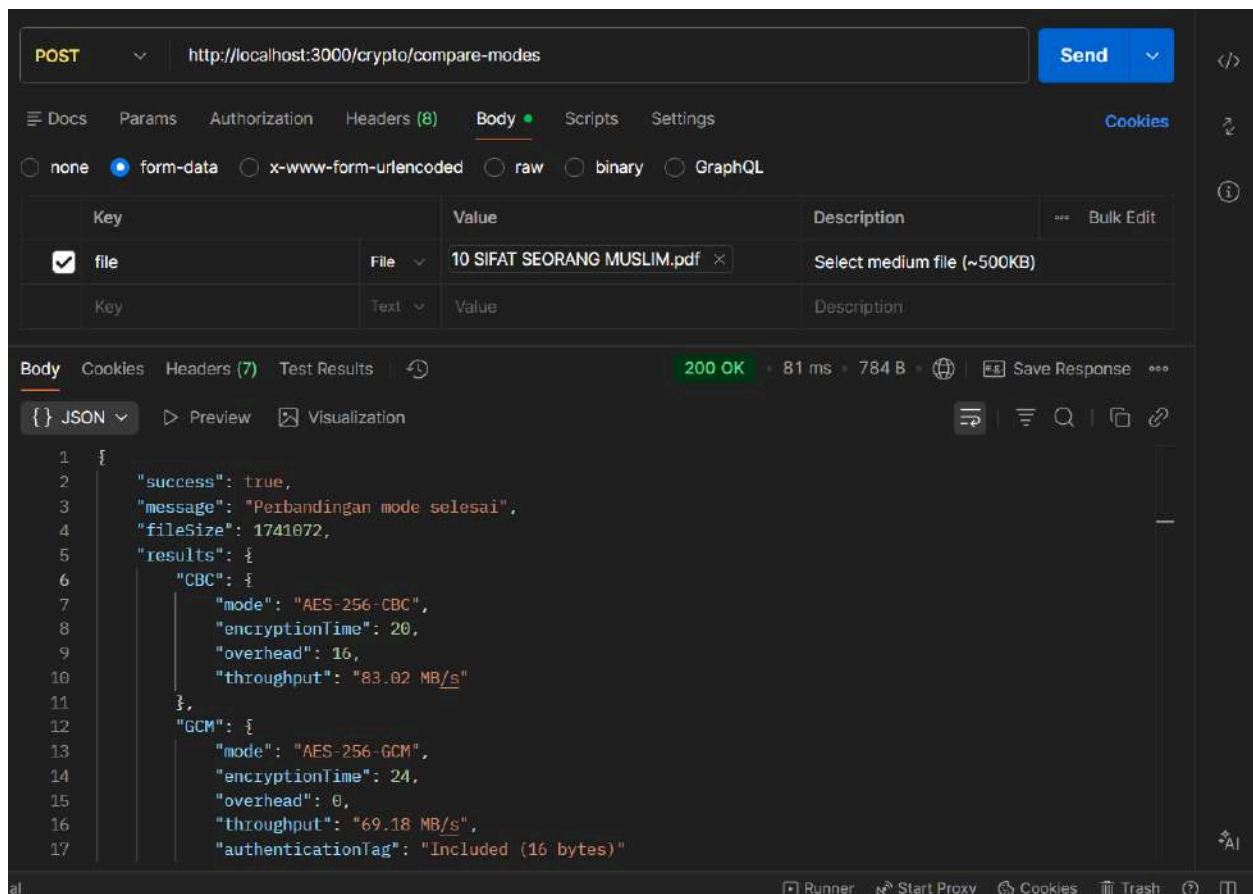 POST http://localhost:3000/crypto/compare-modes Send
Docs Params Authorization Headers (8) Body Scripts Settings Cookies
none form-data x-www-form-urlencoded raw binary GraphQL
Key Value Description Bulk Edit
file File 10 SIFAT SEORANG MUSLIM.pdf Select medium file (~500KB)
Key Text Value Description
Body Cookies Headers (7) Test Results 200 OK 81 ms 784 B Save Response
{} JSON Preview Visualization
1 {
2 "success": true,
3 "message": "Perbandingan mode selesai",
4 "fileSize": 1741072,
5 "results": {
6 "CBC": {
7 "mode": "AES-256-CBC",
8 "encryptionTime": 20,
9 "overhead": 16,
10 "throughput": "83.02 MB/s"
11 },
12 "GCM": {
13 "mode": "AES-256-GCM",
14 "encryptionTime": 24,
15 "overhead": 0,
16 "throughput": "69.18 MB/s",
17 "authenticationTag": "Included (16 bytes)"
AI
al Runner Start Proxy Cookies Trash